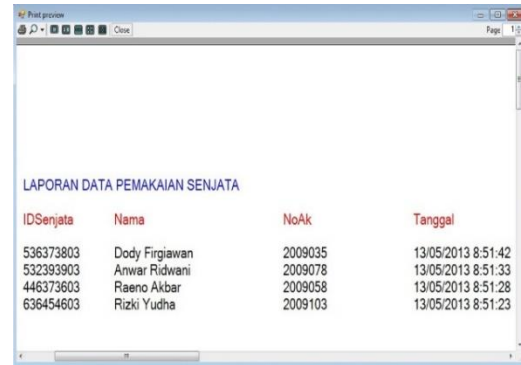 Print preview
Close
Page 1
LAPORAN DATA PEMAKAIAN SENJATA
IDSenjata Nama NoAk Tanggal
536373803 Dody Firgiawan 2009035 13/05/2013 8:51:42
532393903 Anwar Ridwani 2009078 13/05/2013 8:51:33
446373603 Raeno Akbar 2009058 13/05/2013 8:51:28
636454603 Rizki Yudha 2009103 13/05/2013 8:51:23